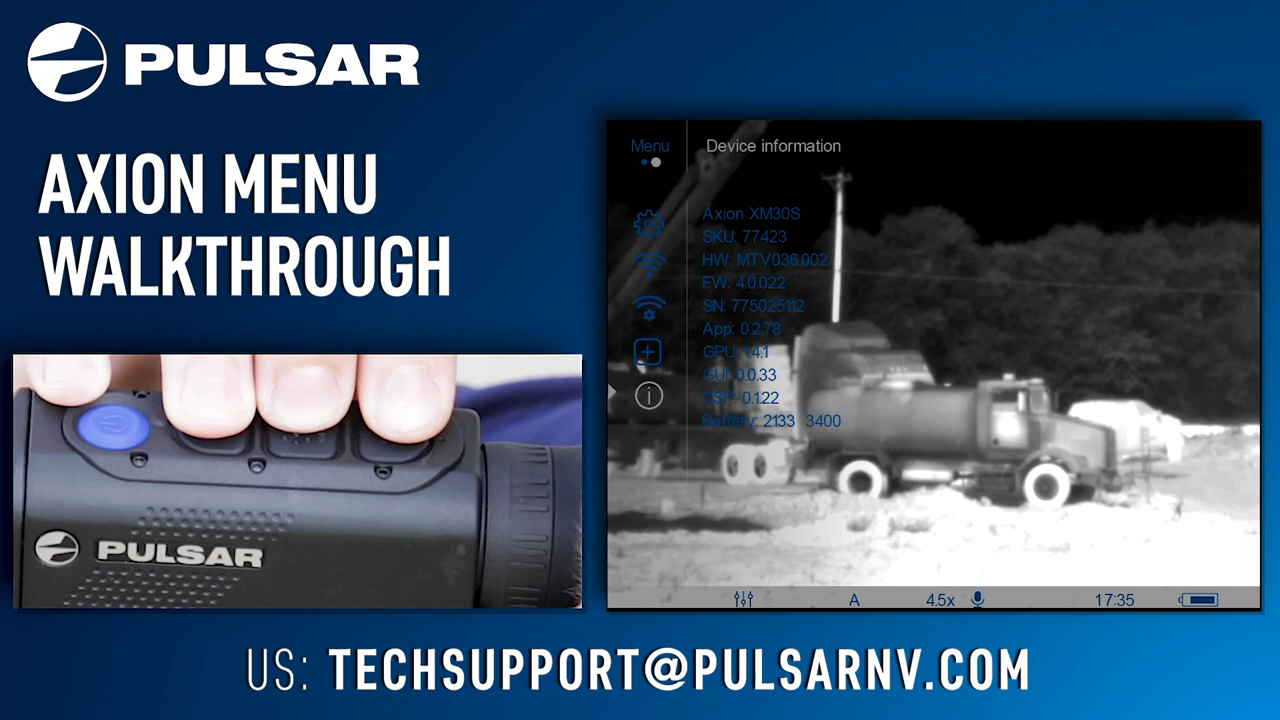 PULSAR
AXION MENU
WALKTHROUGH
Menu
Device information
Axion XM30S
SKU: 77423
HW: MTV036.002
FW: 4.0.022
SN: 775025112
App: 0.2.78
GPU: 1.4.1
GUI: 0.0.33
DSP: 0.1.22
Battery: 2133 3400
A
4.5x
17:35
PULSAR
US: TECHSUPPORT@PULSARNV.COM